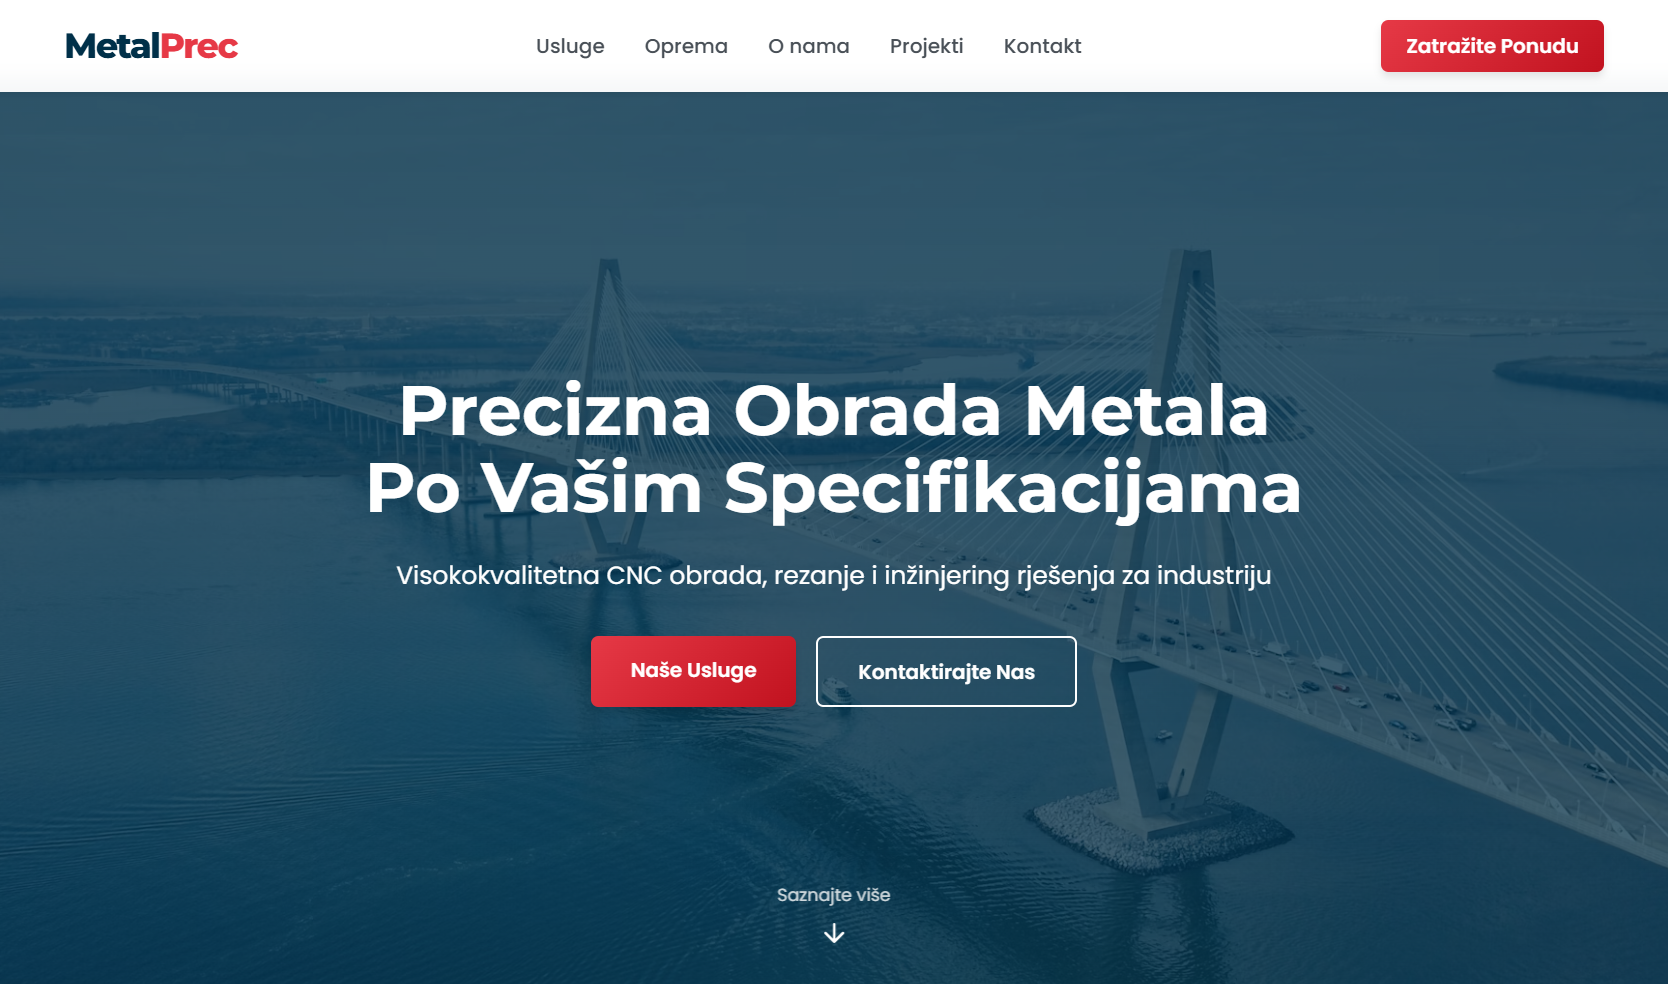 MetalPrec
Usluge
Oprema
O nama
Projekti
Kontakt
Zatražite Ponudu
Precizna Obrada Metala
Po Vašim Specifikacijama
Visokokvalitetna CNC obrada, rezanje i inžinjering rješenja za industriju
Naše Usluge
Kontaktirajte Nas
Saznajte više